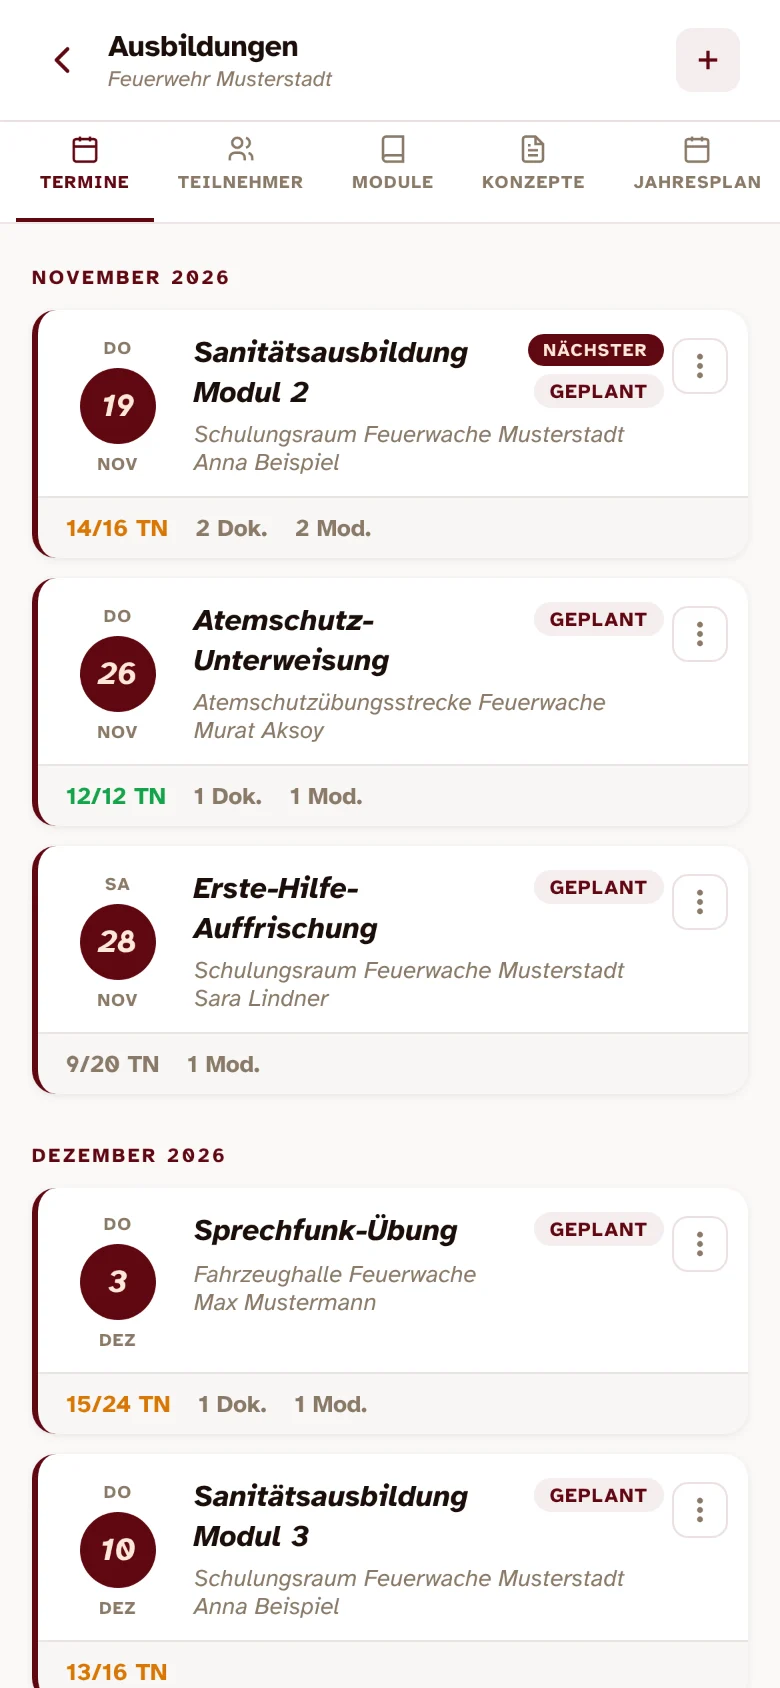 Ausbildungen
Feuerwehr Musterstadt
TERMINE
TEILNEHMER
MODULE
KONZEPTE
JAHRESPLAN
NOVEMBER 2026
DO
19
NOV
Sanitätsausbildung
Modul 2
NÄCHSTER
GEPLANT
Schulungsraum Feuerwache Musterstadt
Anna Beispiel
14/16 TN 2 Dok. 2 Mod.
DO
26
NOV
Atemschutz-
Unterweisung
GEPLANT
Atemschutzübungsstrecke Feuerwache
Murat Aksoy
12/12 TN 1 Dok. 1 Mod.
SA
28
NOV
Erste-Hilfe-
Auffrischung
GEPLANT
Schulungsraum Feuerwache Musterstadt
Sara Lindner
9/20 TN 1 Mod.
DEZEMBER 2026
DO
3
DEZ
Sprechfunk-Übung
GEPLANT
Fahrzeughalle Feuerwache
Max Mustermann
15/24 TN 1 Dok. 1 Mod.
DO
10
DEZ
Sanitätsausbildung
Modul 3
GEPLANT
Schulungsraum Feuerwache Musterstadt
Anna Beispiel
13/16 TN